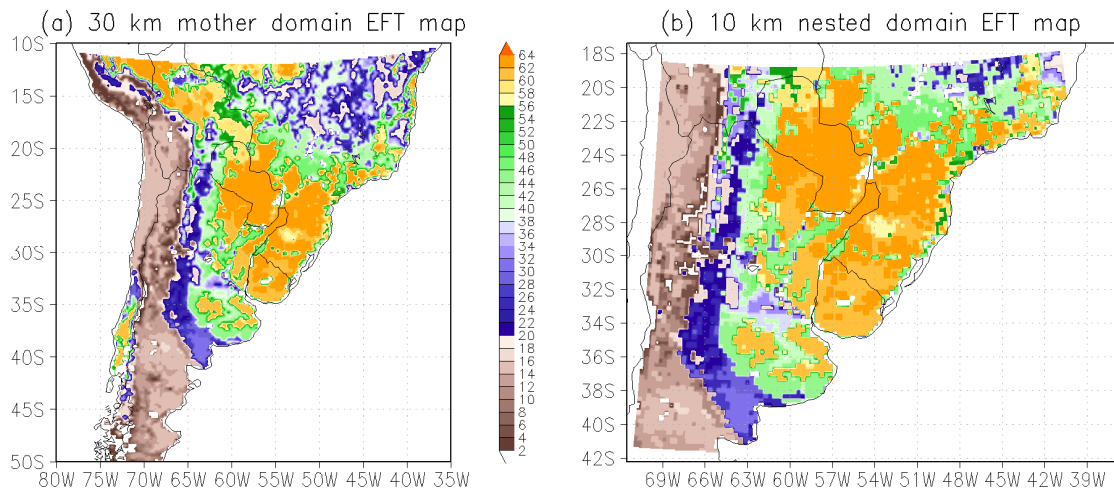 (a) 30 km mother domain EFT map
10S
15S
20S
25S
30S
35S
40S
45S
50S
80W 75W 70W 65W 60W 55W 50W 45W 40W 35W
64
62
60
58
56
54
52
50
48
46
44
42
40
38
36
34
32
30
28
26
24
22
20
18
16
14
12
10
8
6
4
2
(b) 10 km nested domain EFT map
18S
20S
22S
24S
26S
28S
30S
32S
34S
36S
38S
40S
42S
69W 66W 63W 60W 57W 54W 51W 48W 45W 42W 39W